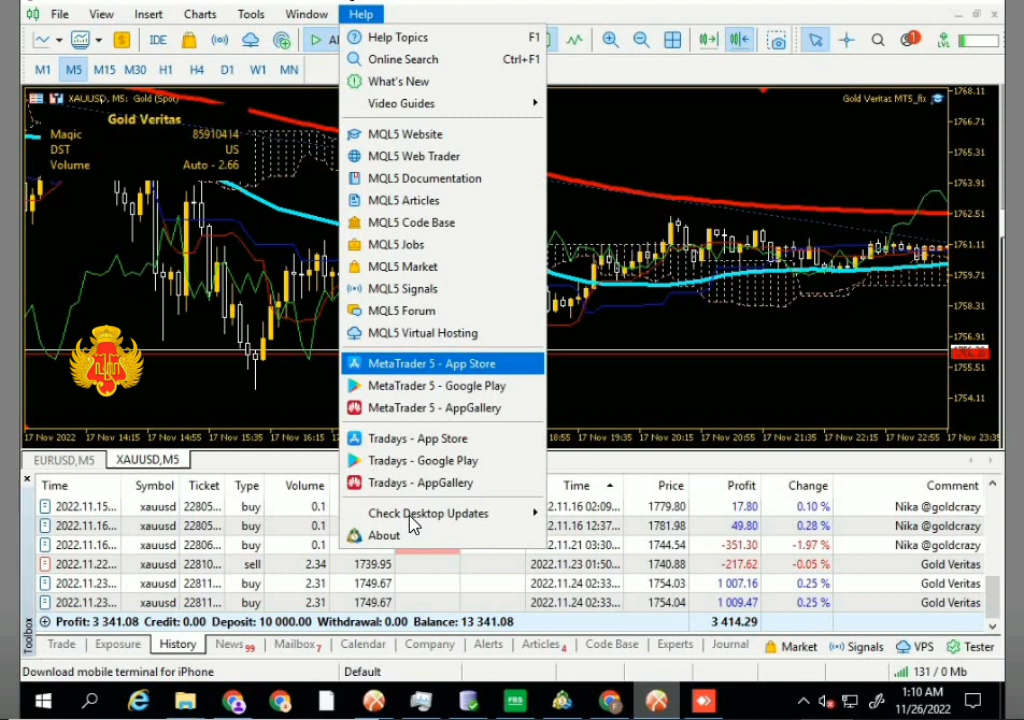 File View Insert Charts Tools Window Help
IDE
1
LVL
M1 M5 M15 M30 H1 H4 D1 W1 MN
Help Topics F1
Online Search Ctrl+F1
What's New
Video Guides
MQL5 Website
MQL5 Web Trader
MQL5 Documentation
MQL5 Articles
MQL5 Code Base
MQL5 Jobs
MQL5 Market
MQL5 Signals
MQL5 Forum
MQL5 Virtual Hosting
MetaTrader 5 - App Store
MetaTrader 5 - Google Play
MetaTrader 5 - AppGallery
Tradays - App Store
Tradays - Google Play
Tradays - AppGallery
Check Desktop Updates
About
XAUUSD, M5: Gold (Spot)
Gold Veritas
Magic 85910414
DST US
Volume Auto - 2.66
Gold Veritas MT5_fix
1768.11
1766.71
1765.31
1763.91
1762.51
1761.11
1759.71
1758.31
1756.91
1755.51
1754.11
17 Nov 2022 17 Nov 14:15 17 Nov 14:55 17 Nov 15:35 17 Nov 16:15 18:55 17 Nov 19:35 17 Nov 20:15 17 Nov 20:55 17 Nov 21:35 17 Nov 22:15 17 Nov 22:55 17 Nov 23:35
EURUSD,M5 XAUUSD,M5
Time Symbol Ticket Type Volume Time Price Profit Change Comment
2022.11.15... xauusd 22805... buy 0.1 2.11.16 02:10... 1779.80 17.80 0.10 % Nika @goldcrazy
2022.11.16... xauusd 22805... buy 0.1 2.11.16 12:37... 1781.98 49.80 0.28 % Nika @goldcrazy
2022.11.16... xauusd 22806... buy 0.1 2.11.21 03:30... 1744.54 -351.30 -1.97 % Nika @goldcrazy
2022.11.22... xauusd 22810... sell 2.34 1739.95 2022.11.23 01:50... 1740.88 -217.62 -0.05 % Gold Veritas
2022.11.23... xauusd 22811... buy 2.31 1749.67 2022.11.24 02:33... 1754.03 1 007.16 0.25 % Gold Veritas
2022.11.23... xauusd 22811... buy 2.31 1749.67 2022.11.24 02:33... 1754.04 1 009.47 0.25 % Gold Veritas
Profit: 3 341.08 Credit: 0.00 Deposit: 10 000.00 Withdrawal: 0.00 Balance: 13 341.08 3 414.29
Toolbox
Trade Exposure History News 99 Mailbox 7 Calendar Company Alerts Articles 4 Code Base Experts Journal Market Signals VPS Tester
Download mobile terminal for iPhone Default 131 / 0 Mb
FBS
1:10 AM
11/26/2022